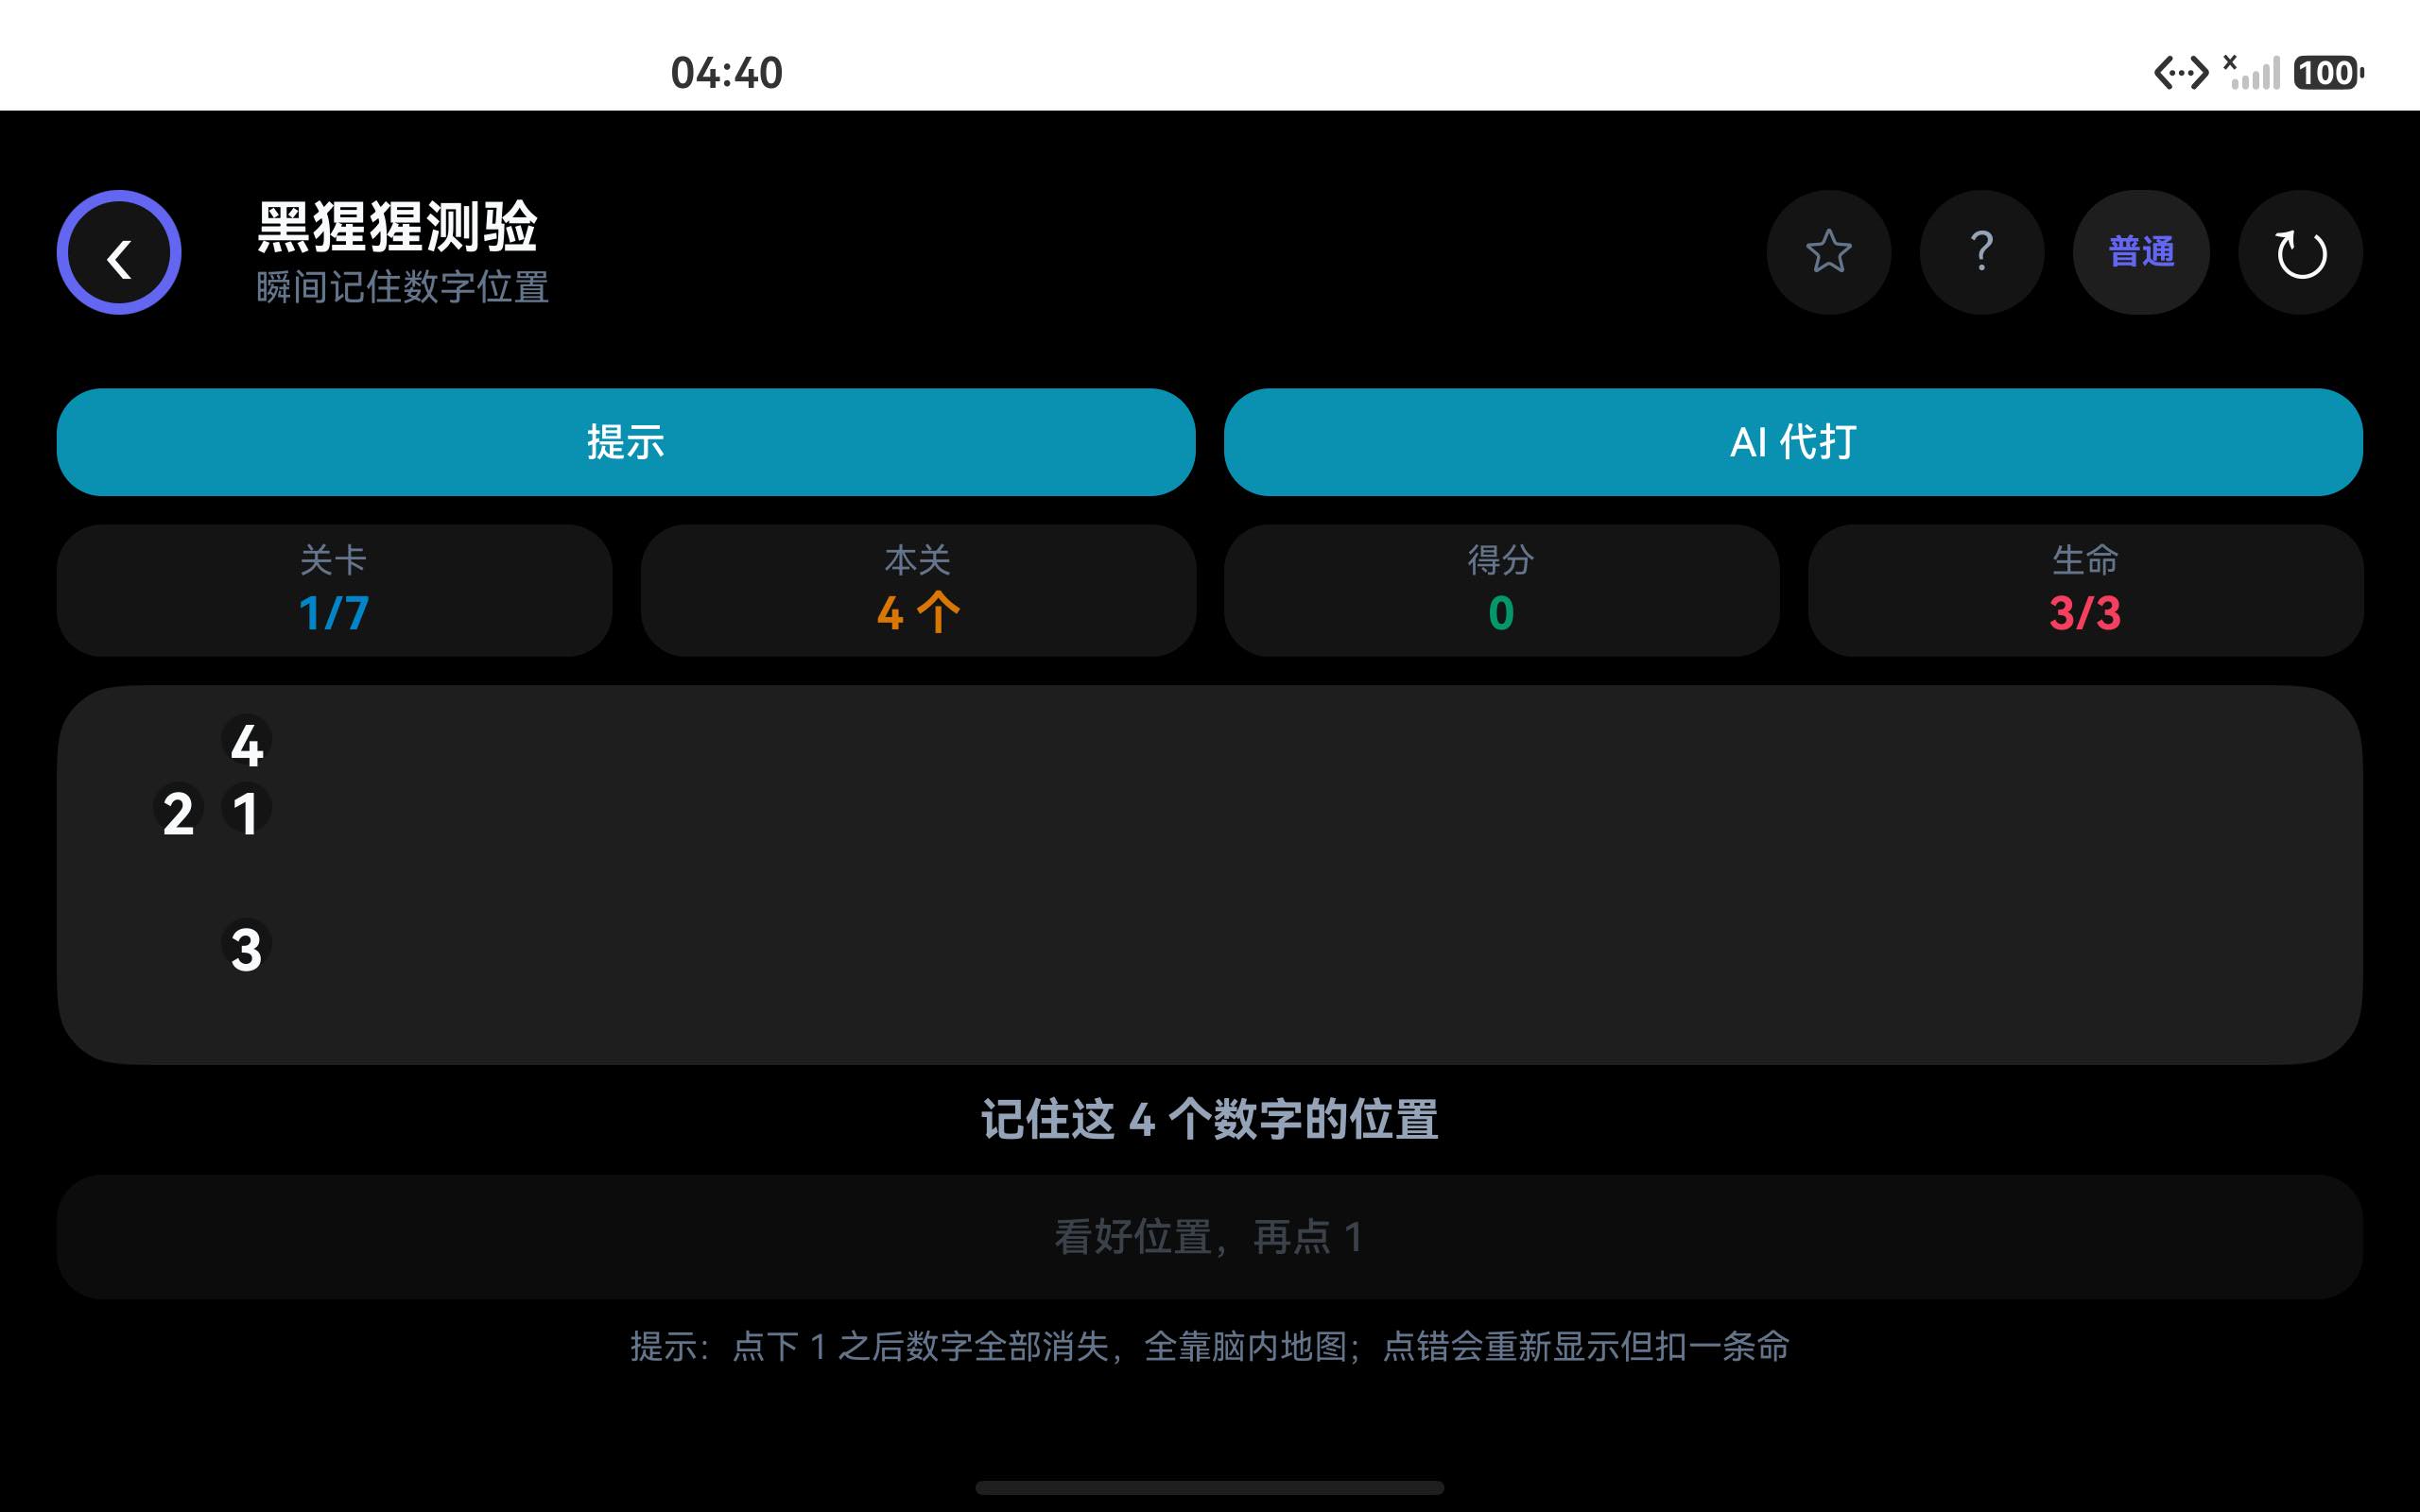 04:40
100
黑猩猩测验
瞬间记住数字位置
?
普通
提示
AI 代打
关卡
1/7
本关
4 个
得分
0
生命
3/3
4
2 1
3
记住这 4 个数字的位置
看好位置，再点 1
提示：点下 1 之后数字全部消失，全靠脑内地图；点错会重新显示但扣一条命